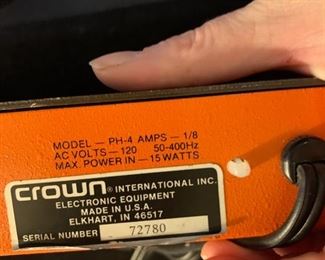 MODEL — PH-4 AMPS — 1/8
AC VOLTS — 120 50-400Hz
MAX. POWER IN — 15 WATTS
crown INTERNATIONAL INC.
ELECTRONIC EQUIPMENT
MADE IN U.S.A.
ELKHART, IN 46517
SERIAL NUMBER 72780